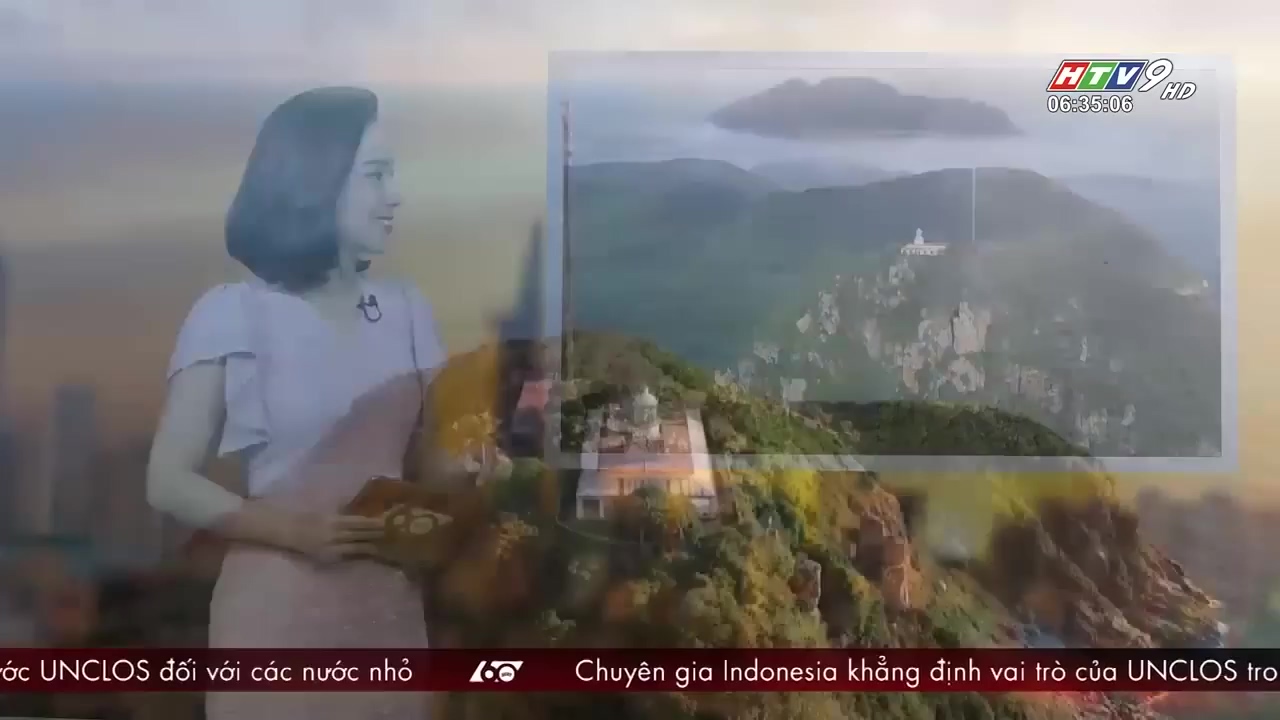 HTV9 HD
06:35:06
ớc UNCLOS đối với các nước nhỏ
60 Chuyên gia Indonesia khẳng định vai trò của UNCLOS tro